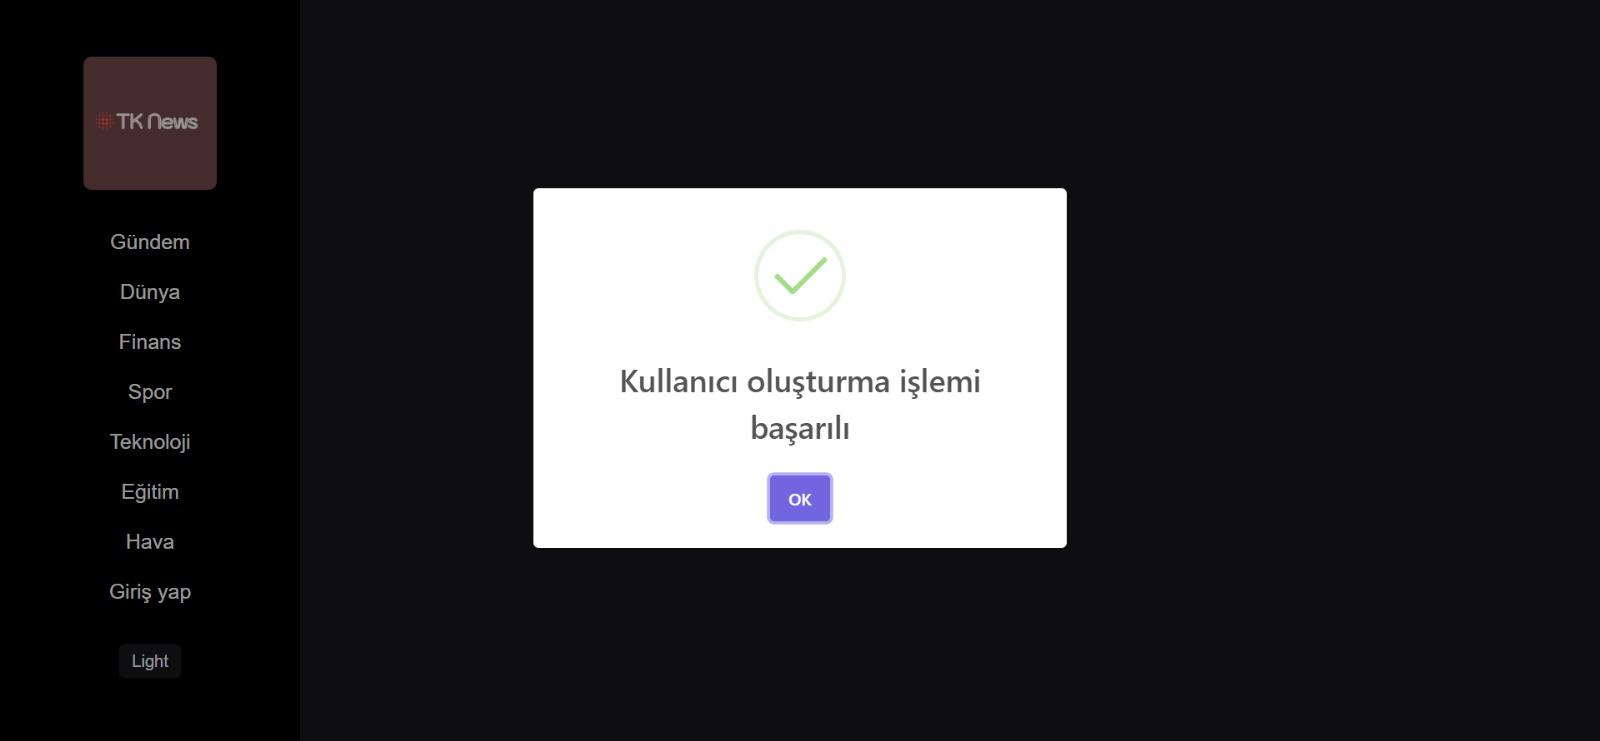 TK News
Gündem
Dünya
Finans
Spor
Teknoloji
Eğitim
Hava
Giriş yap
Light
Kullanıcı oluşturma işlemi
başarılı
OK